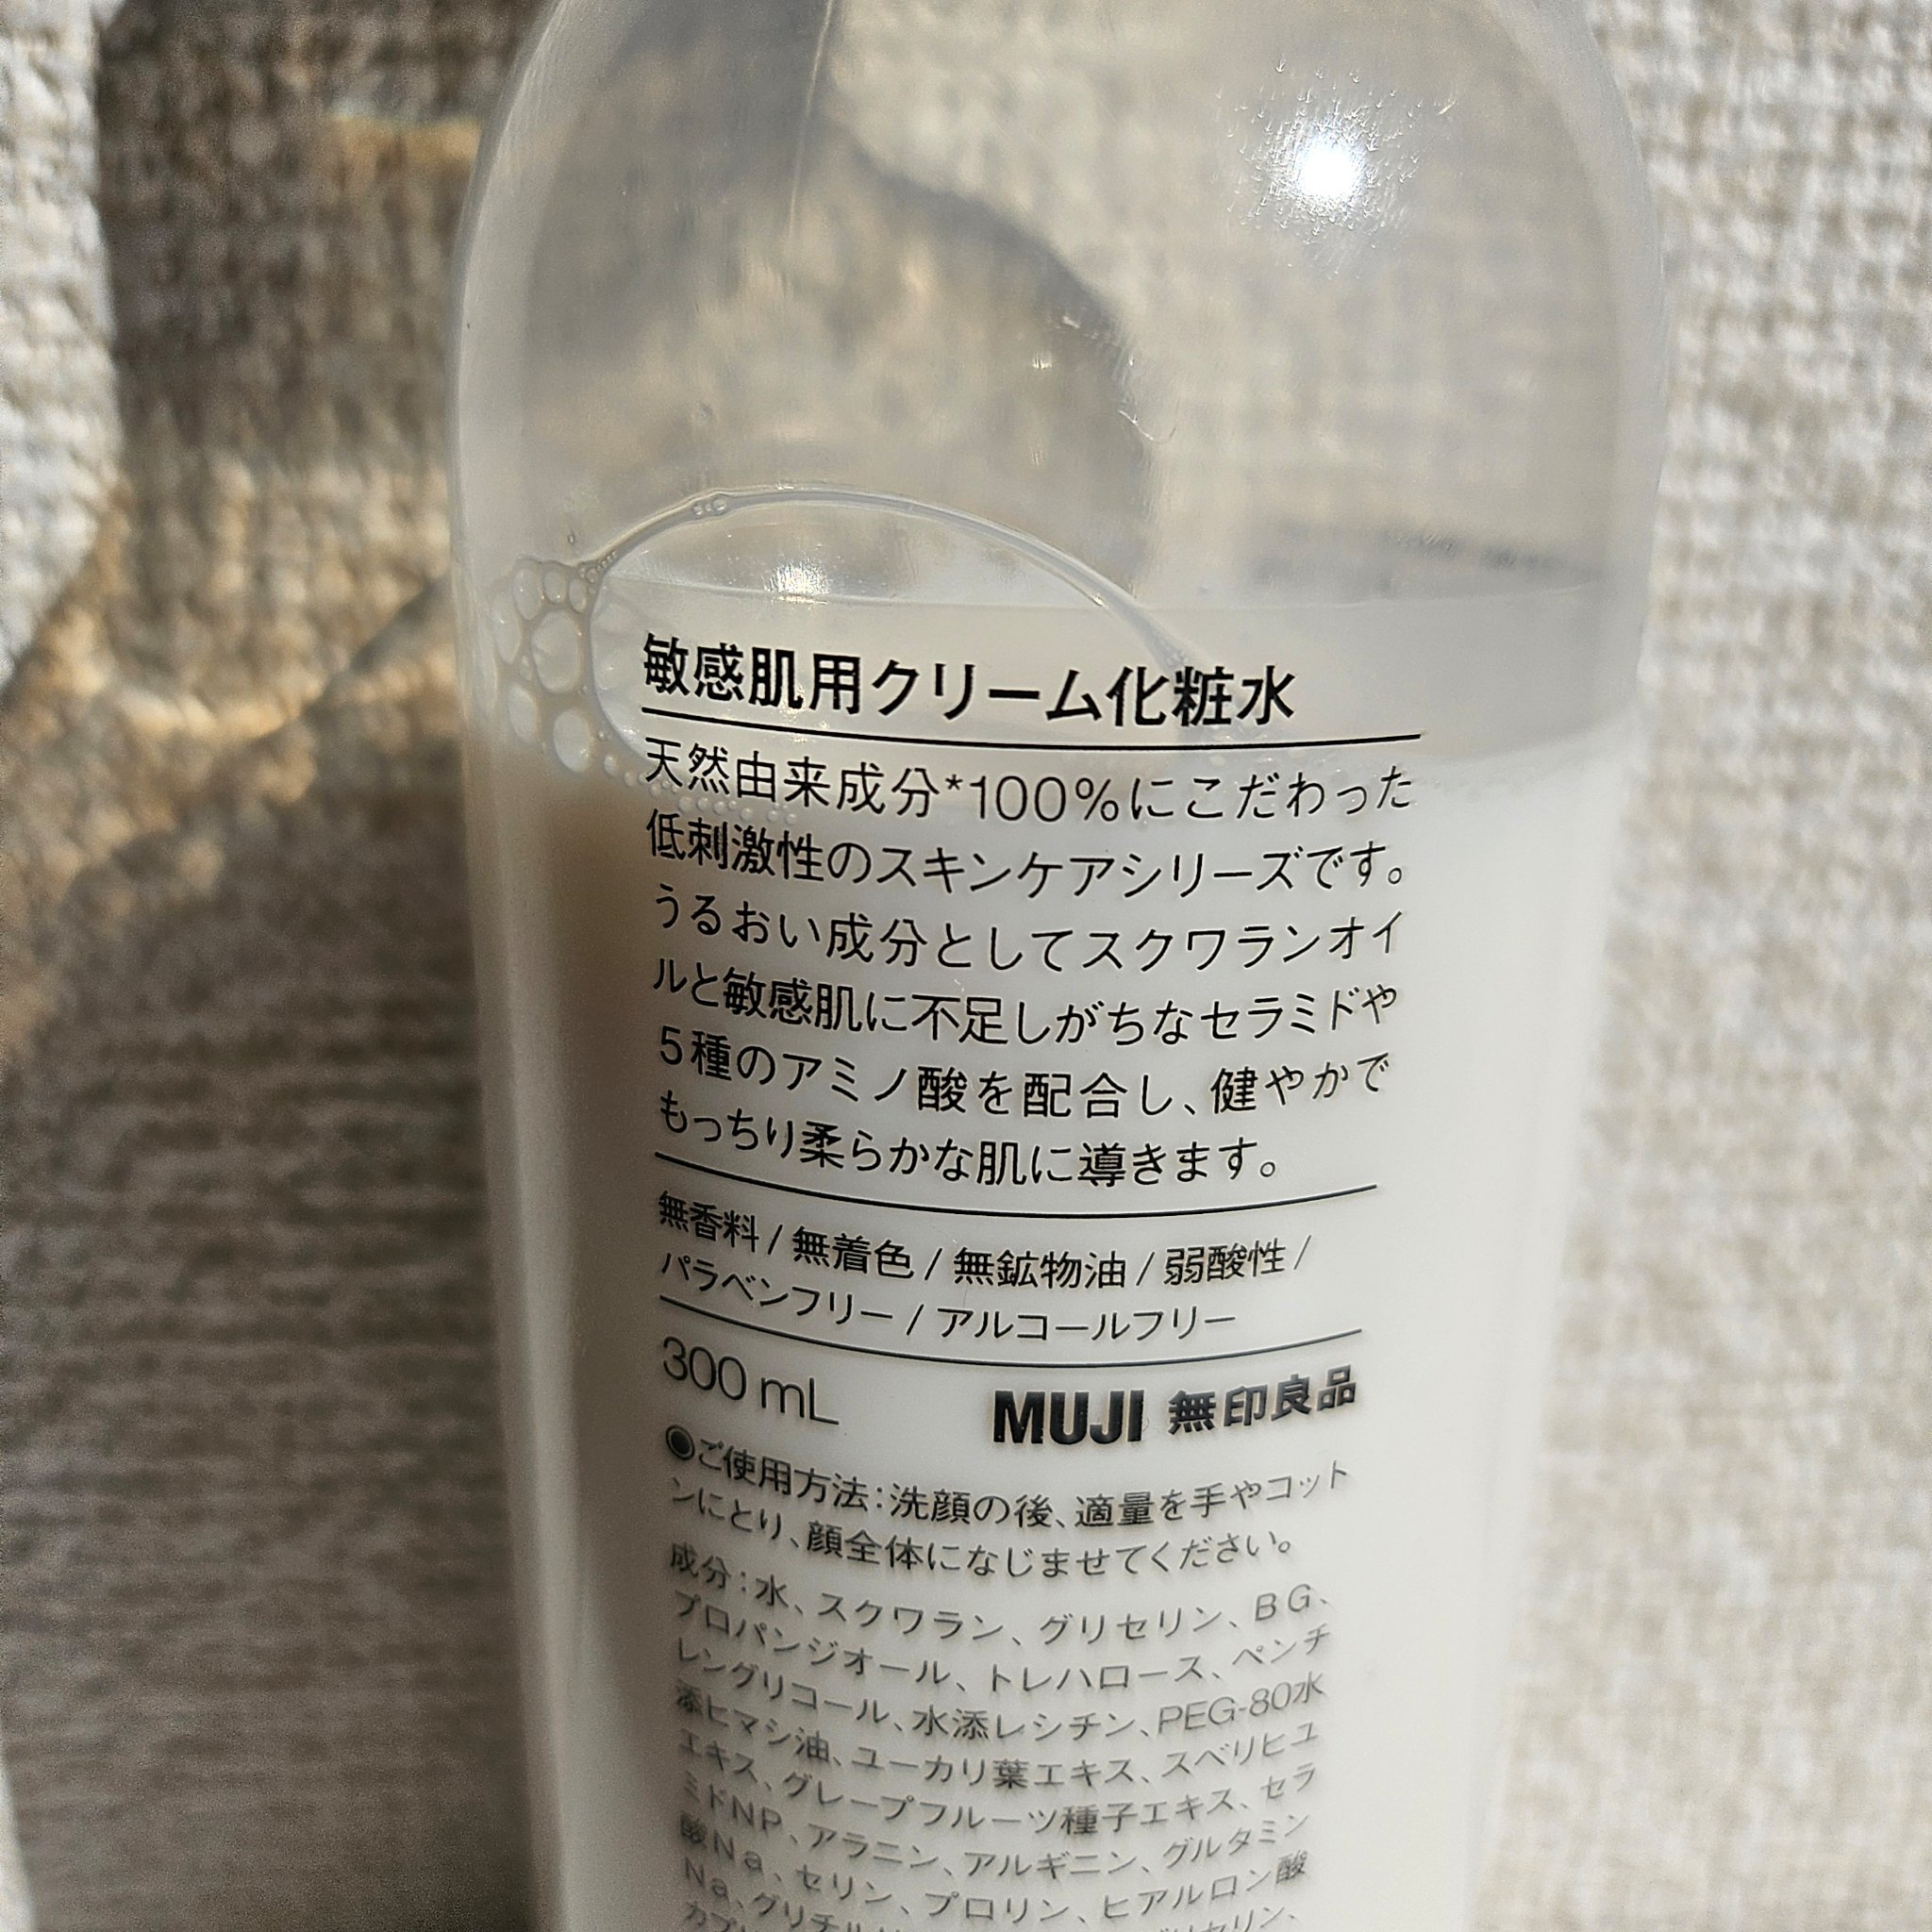 敏感肌用クリーム化粧水
天然由来成分*100%にこだわった
低刺激性のスキンケアシリーズです。
うるおい成分としてスクワランオイ
ルと敏感肌に不足しがちなセラミドや
5種のアミノ酸を配合し、健やかで
もっちり柔らかな肌に導きます。
無香料/無着色/無鉱物油/弱酸性/
パラベンフリー/アルコールフリー
300 mL
MUJI 無印良品
◉ご使用方法:洗顔の後、適量を手やコット
ンにとり、顔全体になじませてください。
成分:水、スクワラン、グリセリン、BG、
プロパンジオール、トレハロース、ペンチ
レングリコール、水添レシチン、PEG-80水
添ヒマシ油、ユーカリ葉エキス、スベリヒユ
エキス、グレープフルーツ種子エキス、セラ
ミドNP、アラニン、アルギニン、グルタミン
酸Na、セリン、プロリン、ヒアルロン酸
Na、グリチルリ